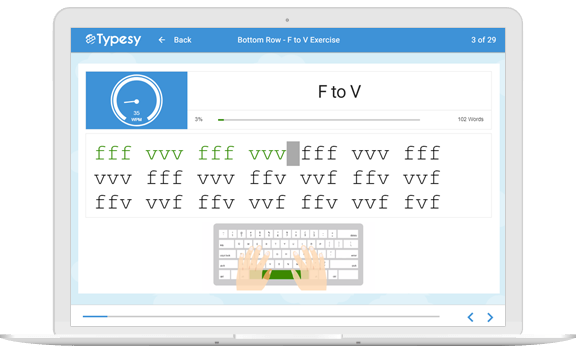 Typesy
Back
Bottom Row - F to V Exercise
3 of 29
F to V
35
WPM
3%
102 Words
fff vvv fff vvv fff vvv fff
vvv fff vvv ffv vvf ffv vvf
ffv vvf ffv vvf ffv vvf fvf